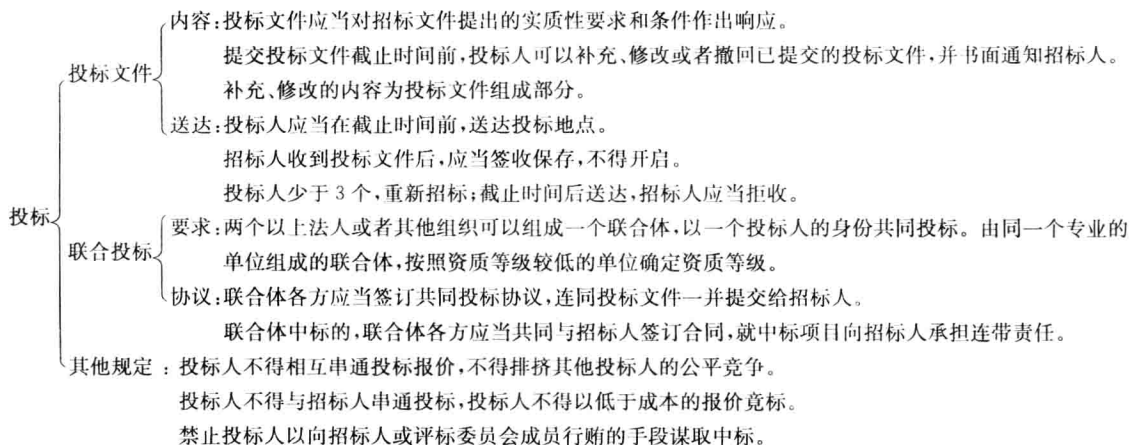 内容:投标文件应当对招标文件提出的实质性要求和条件作出响应。
提交投标文件截止时间前,投标人可以补充、修改或者撤回已提交的投标文件,并书面通知招标人。
投标文件
补充、修改的内容为投标文件组成部分。
送达:投标人应当在截止时间前,送达投标地点。
招标人收到投标文件后,应当签收保存,不得开启。
投标人少于3个,重新招标;截止时间后送达,招标人应当拒收。
投标
要求:两个以上法人或者其他组织可以组成一个联合体,以一个投标人的身份共同投标。由同一个专业的
联合投标
单位组成的联合体,按照资质等级较低的单位确定资质等级。
协议:联合体各方应当签订共同投标协议,连同投标文件一并提交给招标人。
联合体中标的,联合体各方应当共同与招标人签订合同,就中标项目向招标人承担连带责任。
其他规定:投标人不得相互串通投标报价,不得排挤其他投标人的公平竞争。
投标人不得与招标人串通投标,投标人不得以低于成本的报价竟标。
禁止投标人以向招标人或评标委员会成员行贿的手段谋取中标。